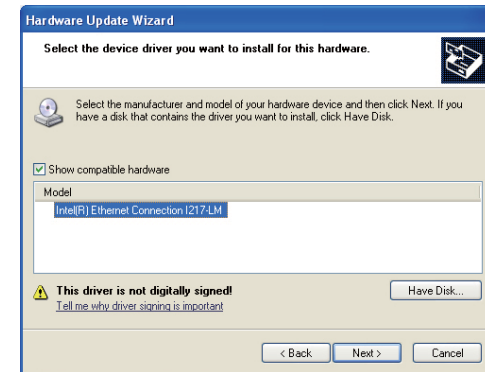 Hardware Update Wizard
Select the device driver you want to install for this hardware.
Select the manufacturer and model of your hardware device and then click Next. If you
have a disk that contains the driver you want to install, click Have Disk.
Show compatible hardware
Model
Intel(R) Ethernet Connection I217-LM
This driver is not digitally signed!
Have Disk...
Tell me why driver signing is important
< Back
Next >
Cancel